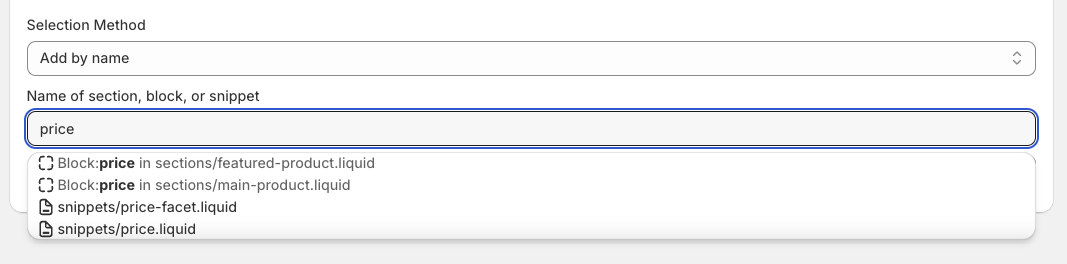 Selection Method
Add by name
Name of section, block, or snippet
price
Block:price in sections/featured-product.liquid
Block:price in sections/main-product.liquid
snippets/price-facet.liquid
snippets/price.liquid